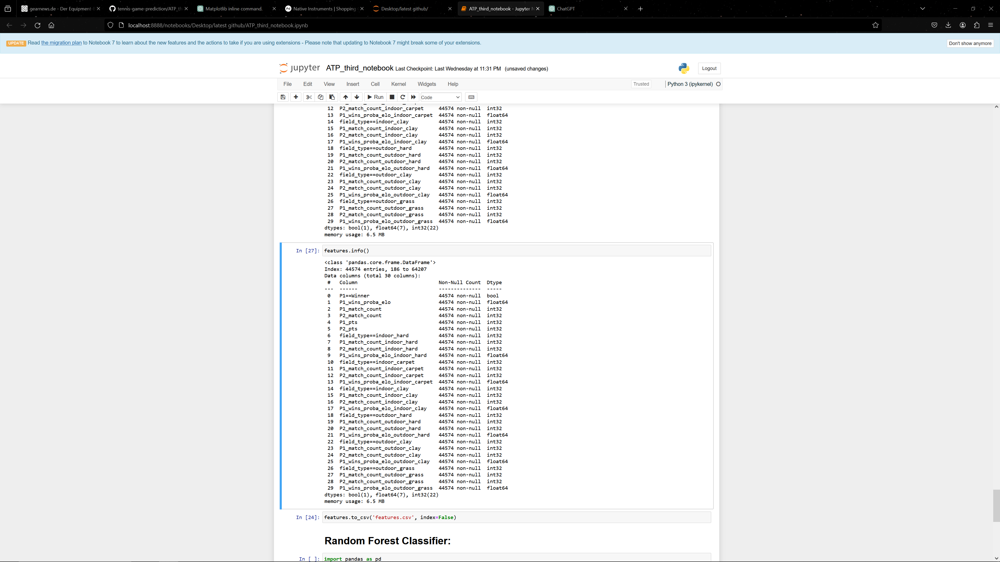 gearnews.de - Der Equipment-
tennis-game-prediction/ATP_th
Matplotlib inline command.
Native Instruments | Shopping
Desktop/latest github/
ATP_third_notebook - Jupyter N
ChatGPT
localhost:8888/notebooks/Desktop/latest github/ATP_third_notebook.ipynb
UPDATE Read the migration plan to Notebook 7 to learn about the new features and the actions to take if you are using extensions - Please note that updating to Notebook 7 might break some of your extensions.
Don't show anymore
jupyter ATP_third_notebook Last Checkpoint: Last Wednesday at 11:31 PM (unsaved changes)
Logout
File Edit View Insert Cell Kernel Widgets Help
Trusted
Python 3 (ipykernel)
Run
Code
12 P2_match_count_indoor_carpet 44574 non-null int32
13 P1_wins_proba_elo_indoor_carpet 44574 non-null float64
14 field_type==indoor_clay 44574 non-null int32
15 P1_match_count_indoor_clay 44574 non-null int32
16 P2_match_count_indoor_clay 44574 non-null int32
17 P1_wins_proba_elo_indoor_clay 44574 non-null float64
18 field_type==outdoor_hard 44574 non-null int32
19 P1_match_count_outdoor_hard 44574 non-null int32
20 P2_match_count_outdoor_hard 44574 non-null int32
21 P1_wins_proba_elo_outdoor_hard 44574 non-null float64
22 field_type==outdoor_clay 44574 non-null int32
23 P1_match_count_outdoor_clay 44574 non-null int32
24 P2_match_count_outdoor_clay 44574 non-null int32
25 P1_wins_proba_elo_outdoor_clay 44574 non-null float64
26 field_type==outdoor_grass 44574 non-null int32
27 P1_match_count_outdoor_grass 44574 non-null int32
28 P2_match_count_outdoor_grass 44574 non-null int32
29 P1_wins_proba_elo_outdoor_grass 44574 non-null float64
dtypes: bool(1), float64(7), int32(22)
memory usage: 6.5 MB
In [27]: features.info()
<class 'pandas.core.frame.DataFrame'>
Index: 44574 entries, 186 to 64207
Data columns (total 30 columns):
# Column Non-Null Count Dtype
--- ------ -------------- -----
0 P1==Winner 44574 non-null bool
1 P1_wins_proba_elo 44574 non-null float64
2 P1_match_count 44574 non-null int32
3 P2_match_count 44574 non-null int32
4 P1_pts 44574 non-null int32
5 P2_pts 44574 non-null int32
6 field_type==indoor_hard 44574 non-null int32
7 P1_match_count_indoor_hard 44574 non-null int32
8 P2_match_count_indoor_hard 44574 non-null int32
9 P1_wins_proba_elo_indoor_hard 44574 non-null float64
10 field_type==indoor_carpet 44574 non-null int32
11 P1_match_count_indoor_carpet 44574 non-null int32
12 P2_match_count_indoor_carpet 44574 non-null int32
13 P1_wins_proba_elo_indoor_carpet 44574 non-null float64
14 field_type==indoor_clay 44574 non-null int32
15 P1_match_count_indoor_clay 44574 non-null int32
16 P2_match_count_indoor_clay 44574 non-null int32
17 P1_wins_proba_elo_indoor_clay 44574 non-null float64
18 field_type==outdoor_hard 44574 non-null int32
19 P1_match_count_outdoor_hard 44574 non-null int32
20 P2_match_count_outdoor_hard 44574 non-null int32
21 P1_wins_proba_elo_outdoor_hard 44574 non-null float64
22 field_type==outdoor_clay 44574 non-null int32
23 P1_match_count_outdoor_clay 44574 non-null int32
24 P2_match_count_outdoor_clay 44574 non-null int32
25 P1_wins_proba_elo_outdoor_clay 44574 non-null float64
26 field_type==outdoor_grass 44574 non-null int32
27 P1_match_count_outdoor_grass 44574 non-null int32
28 P2_match_count_outdoor_grass 44574 non-null int32
29 P1_wins_proba_elo_outdoor_grass 44574 non-null float64
dtypes: bool(1), float64(7), int32(22)
memory usage: 6.5 MB
In [24]: features.to_csv('features.csv', index=False)
Random Forest Classifier:
In [ ]: import pandas as pd